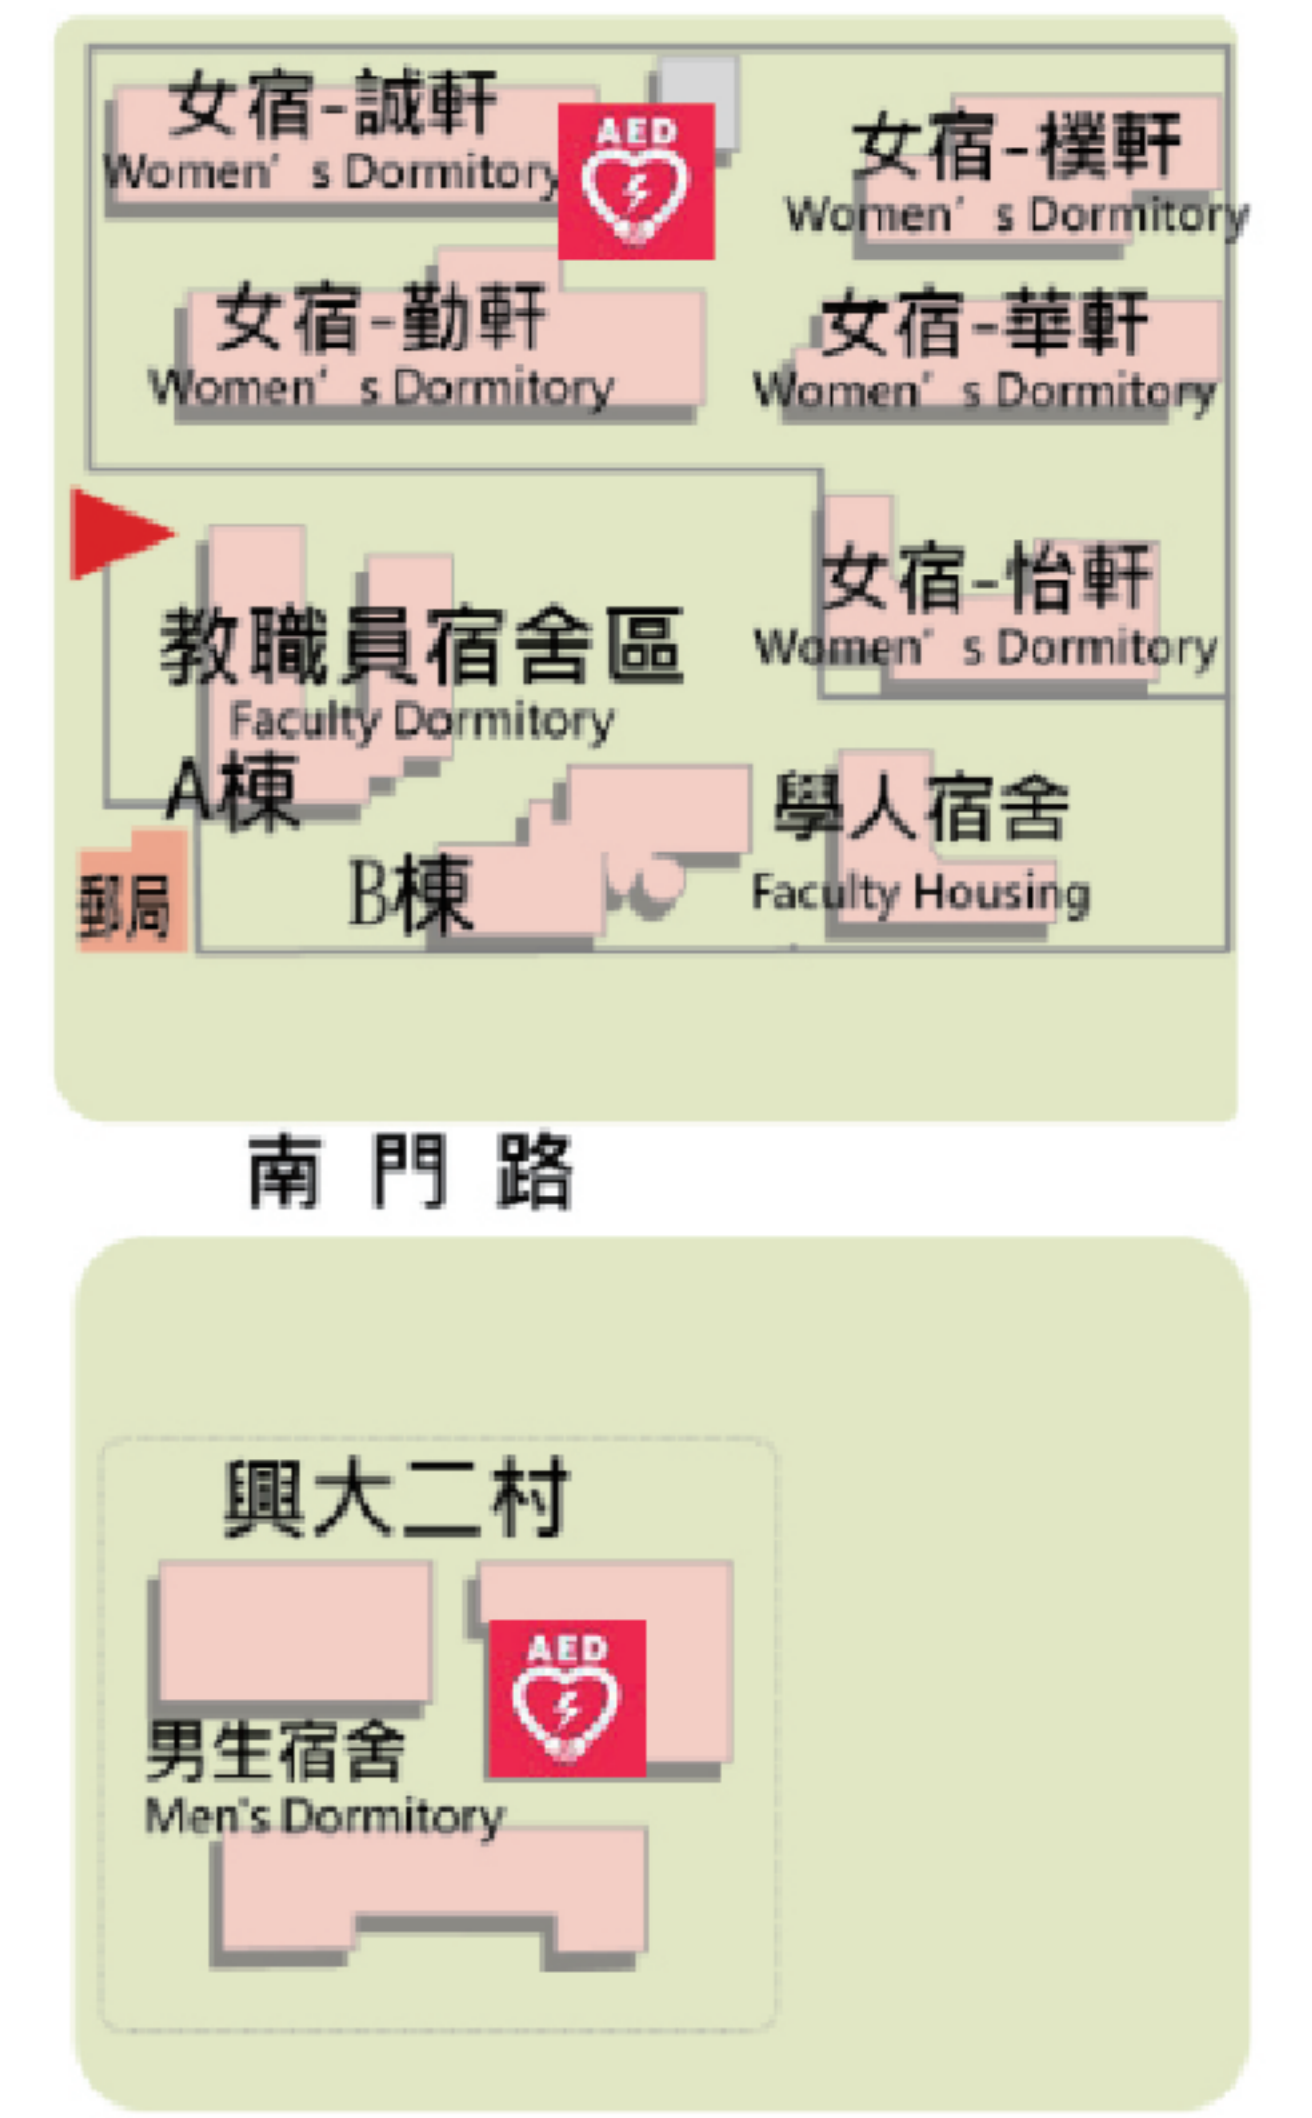 女宿-誠軒
Women's Dormitory
AED
女宿-樸軒
Women's Dormitory
女宿-勤軒
Women's Dormitory
女宿-華軒
Women's Dormitory
女宿-怡軒
Women's Dormitory
教職員宿舍區
Faculty Dormitory
A棟
B棟
學人宿舍
Faculty Housing
郵局
南門路
興大二村
AED
男生宿舍
Men's Dormitory